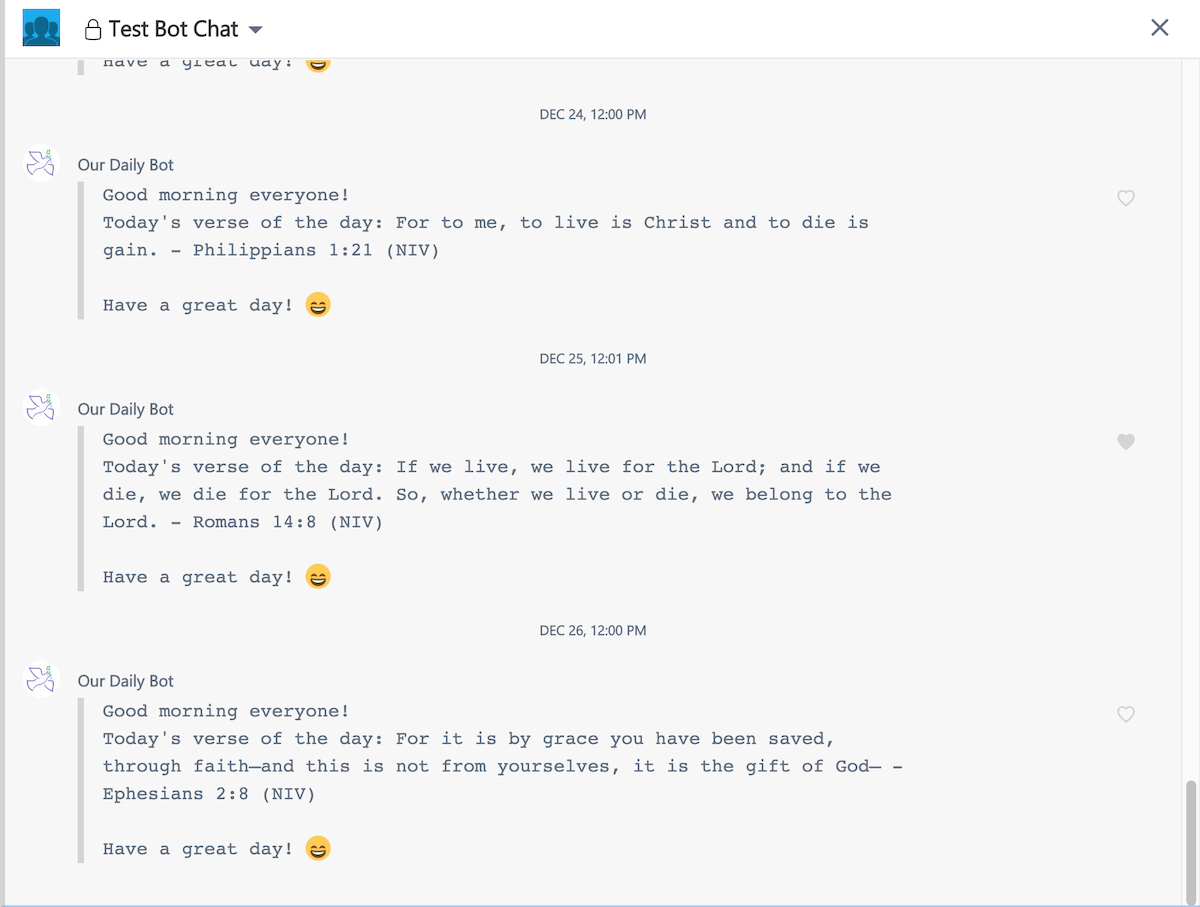 Test Bot Chat
Have a great day! 😄
DEC 24, 12:00 PM
Our Daily Bot
Good morning everyone!
Today's verse of the day: For to me, to live is Christ and to die is
gain. - Philippians 1:21 (NIV)
Have a great day! 😄
DEC 25, 12:01 PM
Our Daily Bot
Good morning everyone!
Today's verse of the day: If we live, we live for the Lord; and if we
die, we die for the Lord. So, whether we live or die, we belong to the
Lord. - Romans 14:8 (NIV)
Have a great day! 😄
DEC 26, 12:00 PM
Our Daily Bot
Good morning everyone!
Today's verse of the day: For it is by grace you have been saved,
through faith—and this is not from yourselves, it is the gift of God— -
Ephesians 2:8 (NIV)
Have a great day! 😄